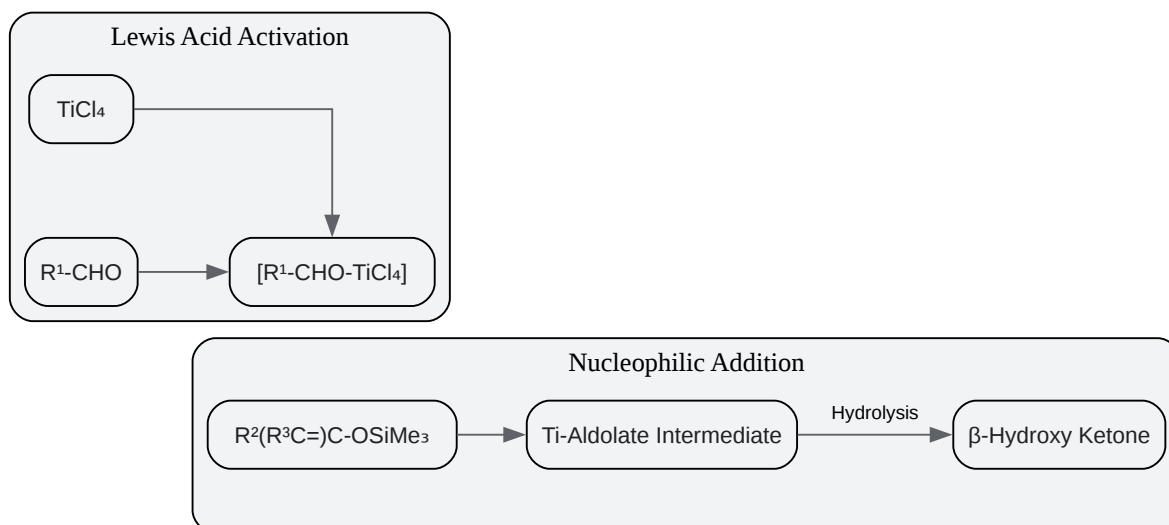 Lewis Acid Activation
TiCl₄
R¹-CHO
[R¹-CHO-TiCl₄]
Nucleophilic Addition
R²(R³C=)C-OSiMe₃
Ti-Aldolate Intermediate
Hydrolysis
β-Hydroxy Ketone